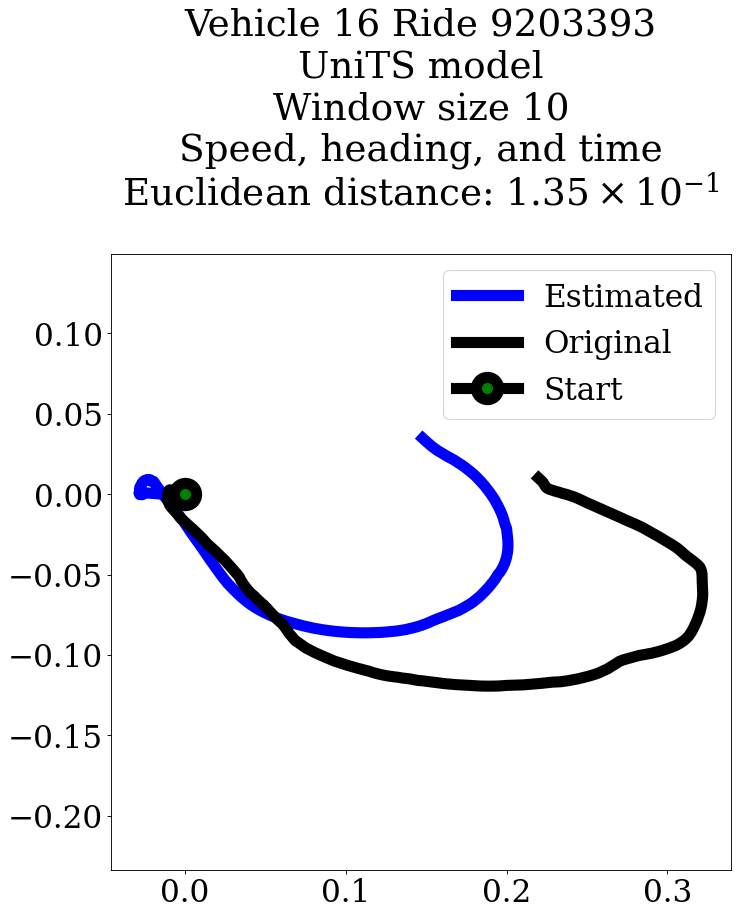 Vehicle 16 Ride 9203393
UniTS model
Window size 10
Speed, heading, and time
Euclidean distance: 1.35 × 10⁻¹
Estimated
Original
Start
0.10
0.05
0.00
−0.05
−0.10
−0.15
−0.20
0.0 0.1 0.2 0.3